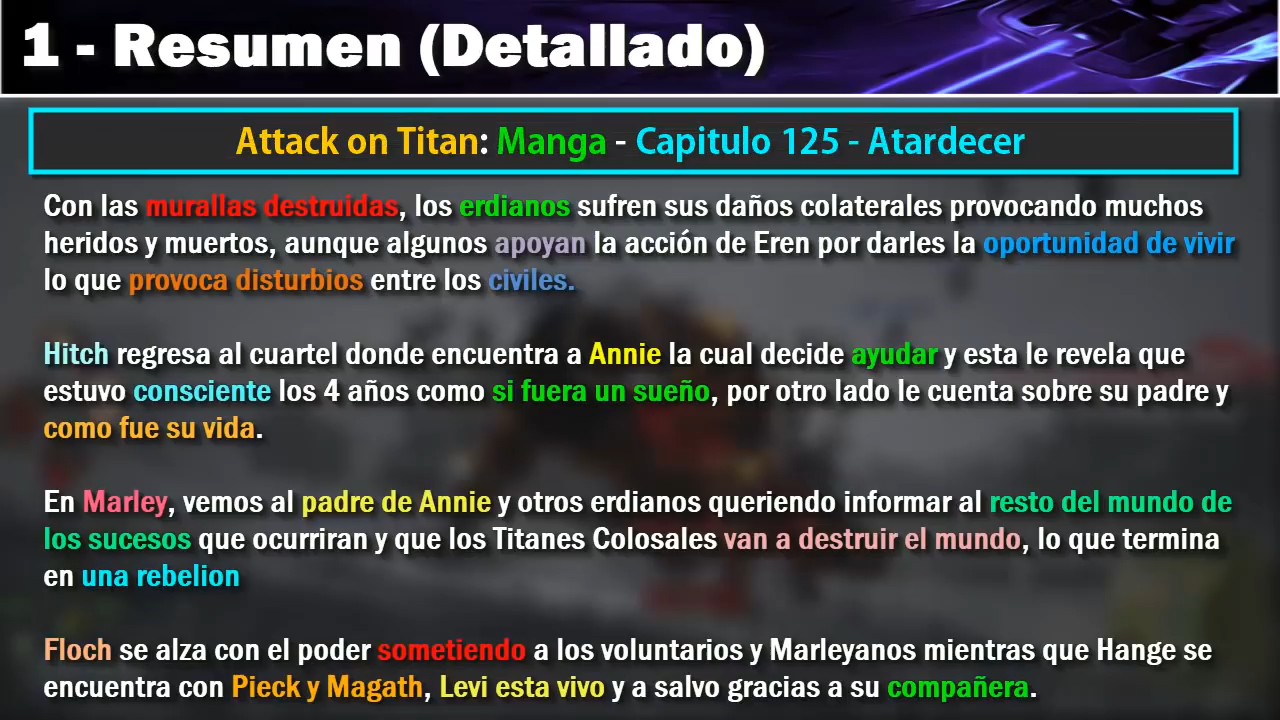 1 - Resumen (Detallado)
Attack on Titan: Manga - Capitulo 125 - Atardecer
Con las murallas destruidas, los erdianos sufren sus daños colaterales provocando muchos
heridos y muertos, aunque algunos apoyan la acción de Eren por darles la oportunidad de vivir
lo que provoca disturbios entre los civiles.
Hitch regresa al cuartel donde encuentra a Annie la cual decide ayudar y esta le revela que
estuvo consciente los 4 años como si fuera un sueño, por otro lado le cuenta sobre su padre y
como fue su vida.
En Marley, vemos al padre de Annie y otros erdianos queriendo informar al resto del mundo de
los sucesos que ocurriran y que los Titanes Colosales van a destruir el mundo, lo que termina
en una rebelion
Floch se alza con el poder sometiendo a los voluntarios y Marleyanos mientras que Hange se
encuentra con Pieck y Magath, Levi esta vivo y a salvo gracias a su compañera.